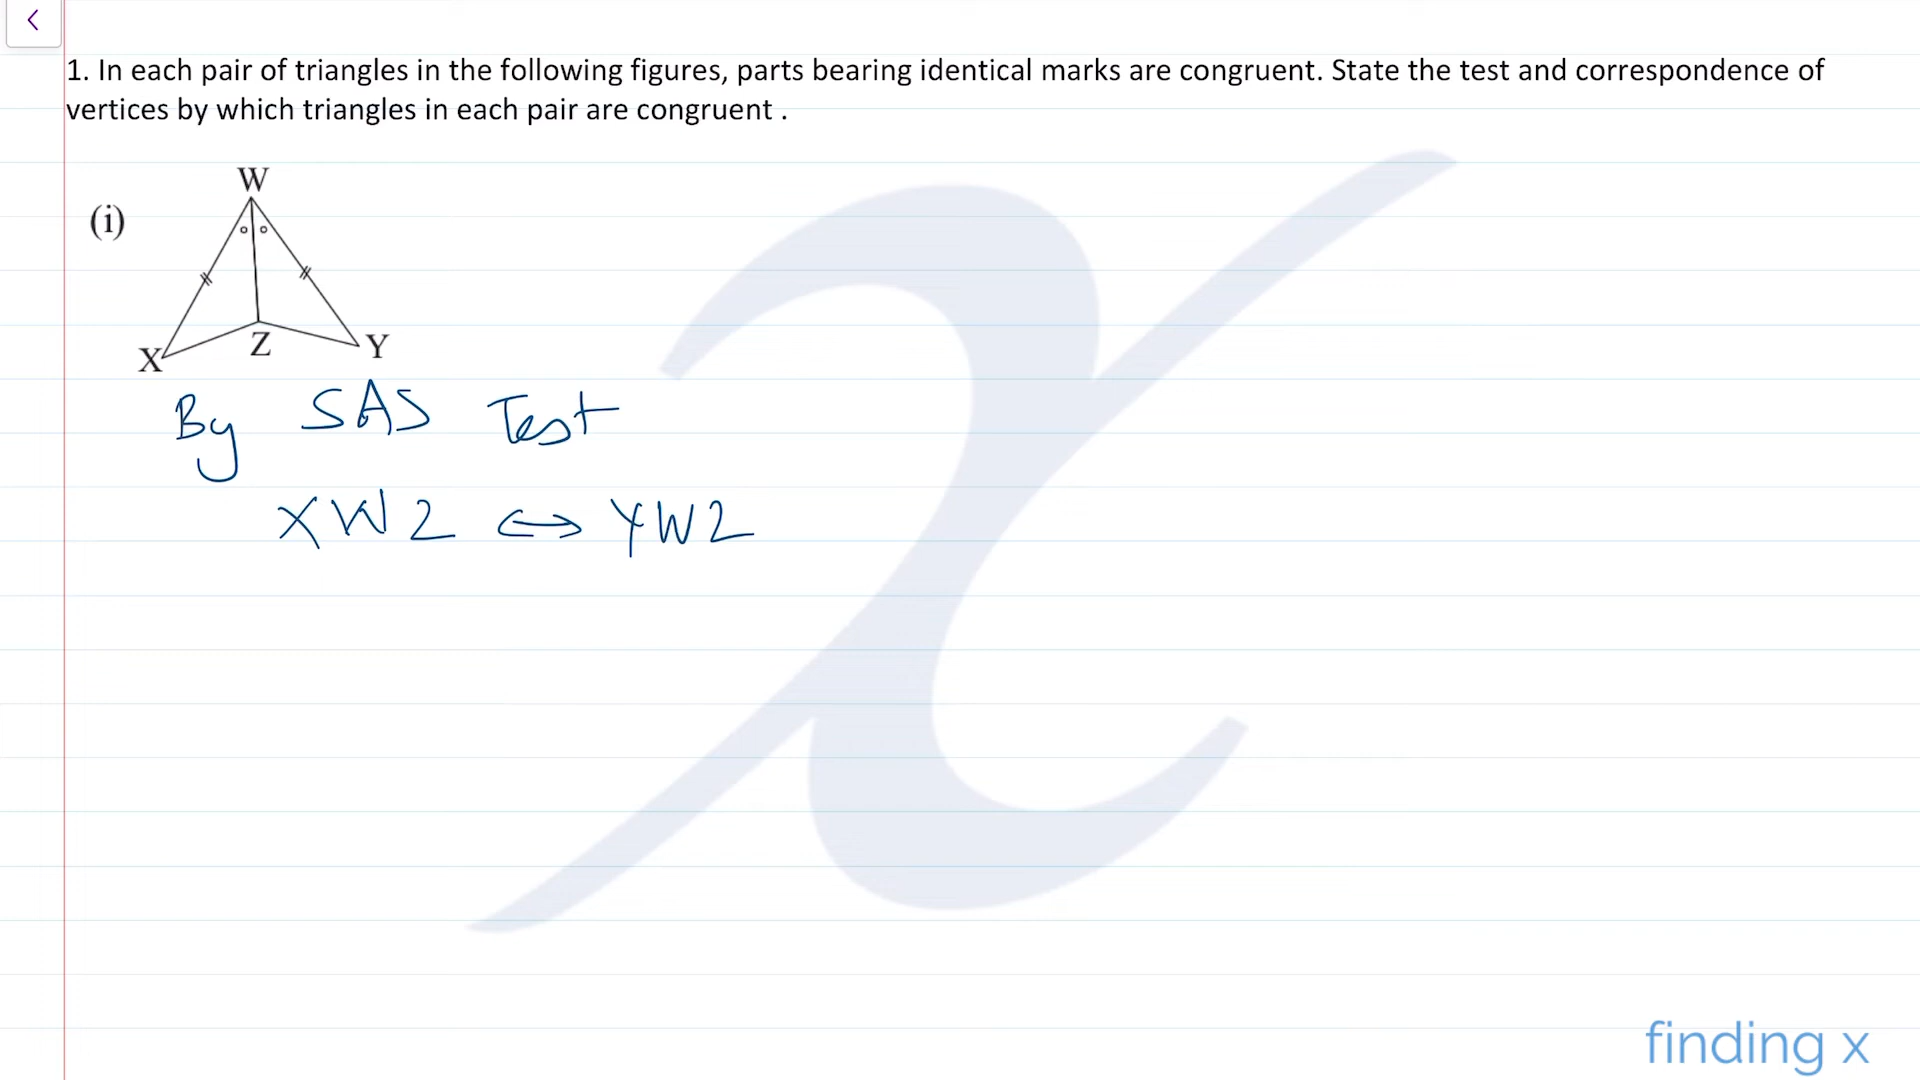 1. In each pair of triangles in the following figures, parts bearing identical marks are congruent. State the test and correspondence of
vertices by which triangles in each pair are congruent .
(i)
W
X
Z
Y
By SAS Test
XWZ ↔ YWZ
finding x